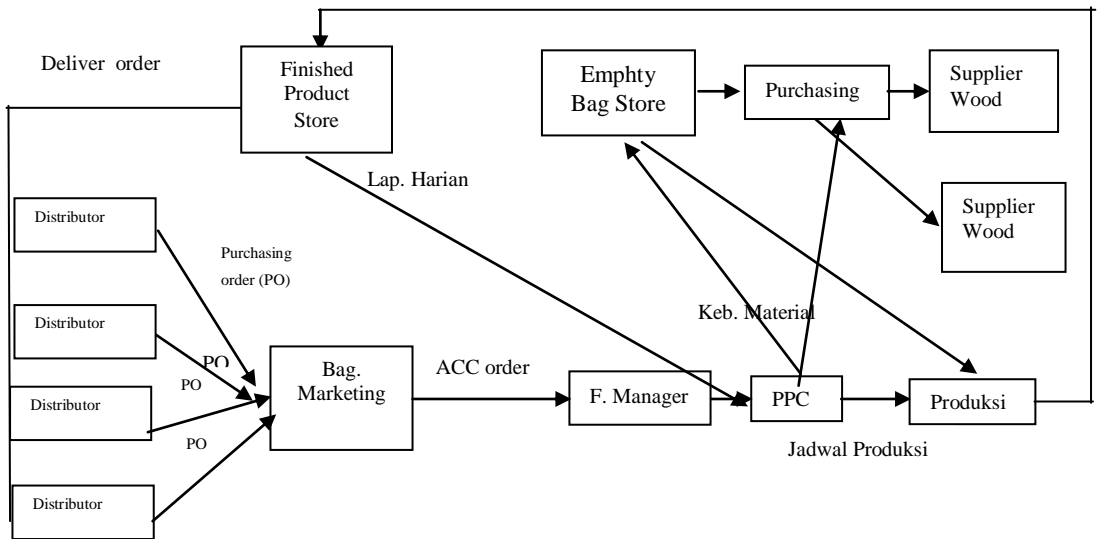 Deliver order
Finished
Product
Store
Emphty
Bag Store
Purchasing
Supplier
Wood
Lap. Harian
Supplier
Wood
Distributor
Purchasing
order (PO)
Distributor
Keb. Material
PO
PO
Bag.
Marketing
ACC order
Distributor
F. Manager
PPC
Produksi
PO
Jadwal Produksi
Distributor